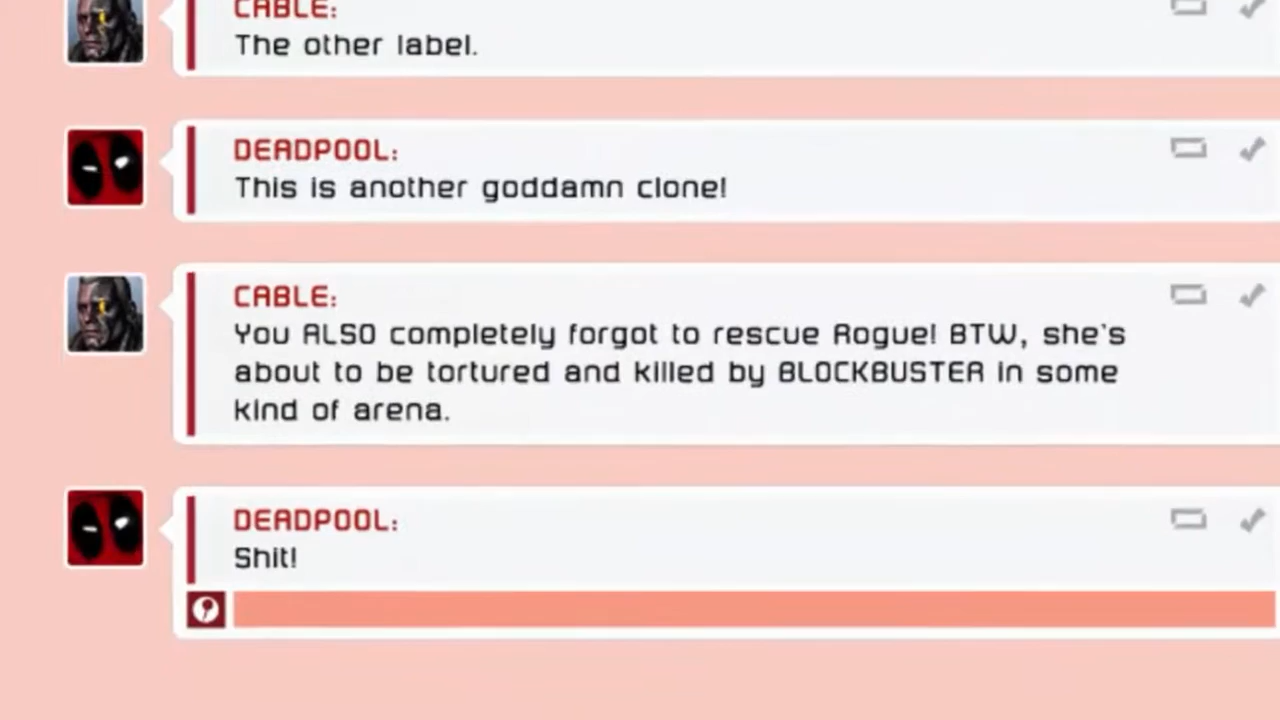 CABLE:
The other label.
DEADPOOL:
This is another goddamn clone!
CABLE:
You ALSO completely forgot to rescue Rogue! BTW, she's
about to be tortured and killed by BLOCKBUSTER in some
kind of arena.
DEADPOOL:
Shit!